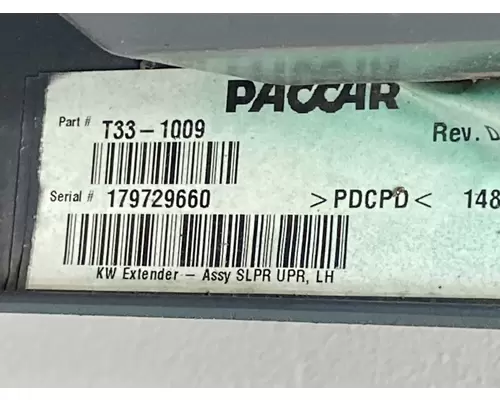 PACCAR
Part # T33-1009
Rev.
Serial # 179729660
>PDCPD< 148
KW Extender - Assy SLPR UPR, LH